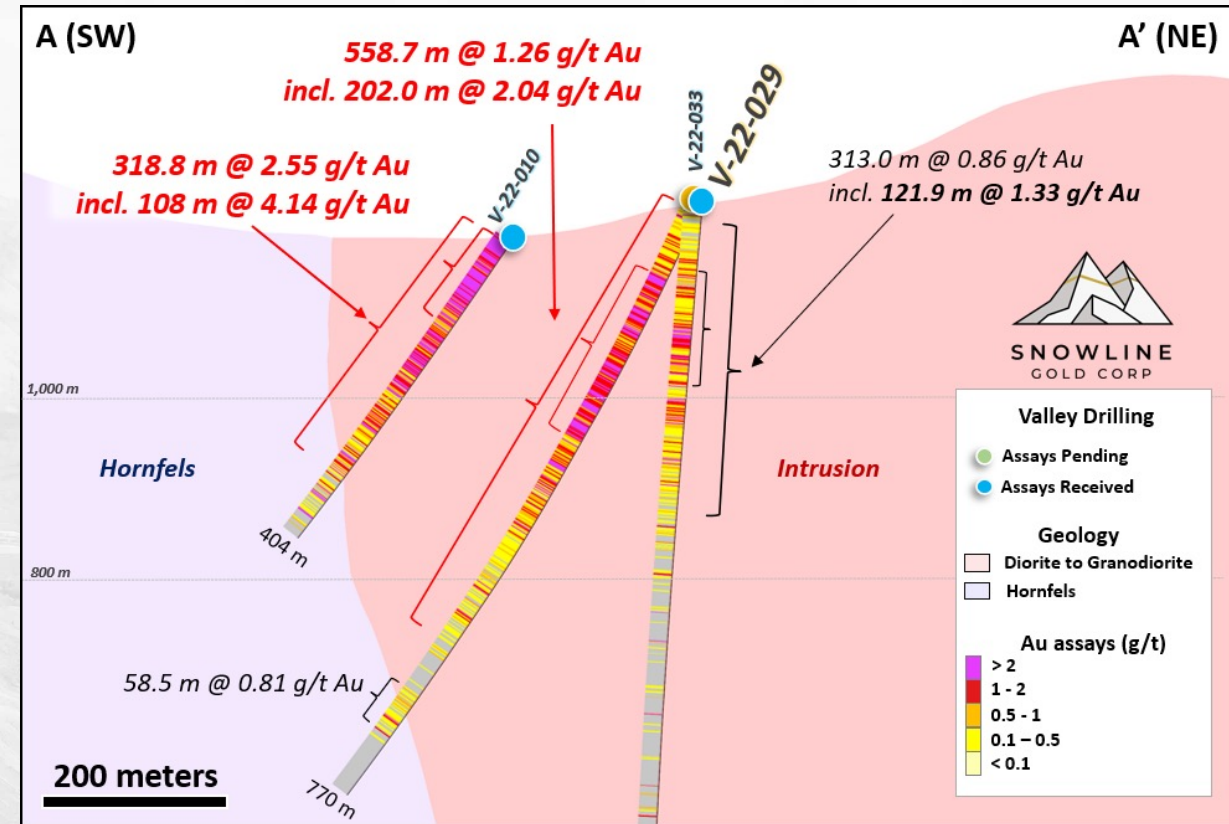 A (SW)
A’ (NE)
558.7 m @ 1.26 g/t Au
incl. 202.0 m @ 2.04 g/t Au
318.8 m @ 2.55 g/t Au
incl. 108 m @ 4.14 g/t Au
V-22-010
V-22-033
V-22-029
313.0 m @ 0.86 g/t Au
incl. 121.9 m @ 1.33 g/t Au
SNOWLINE
GOLD CORP
1,000 m
Hornfels
Intrusion
404 m
800 m
58.5 m @ 0.81 g/t Au
770 m
200 meters
Valley Drilling
Assays Pending
Assays Received
Geology
Diorite to Granodiorite
Hornfels
Au assays (g/t)
> 2
1 - 2
0.5 - 1
0.1 – 0.5
< 0.1